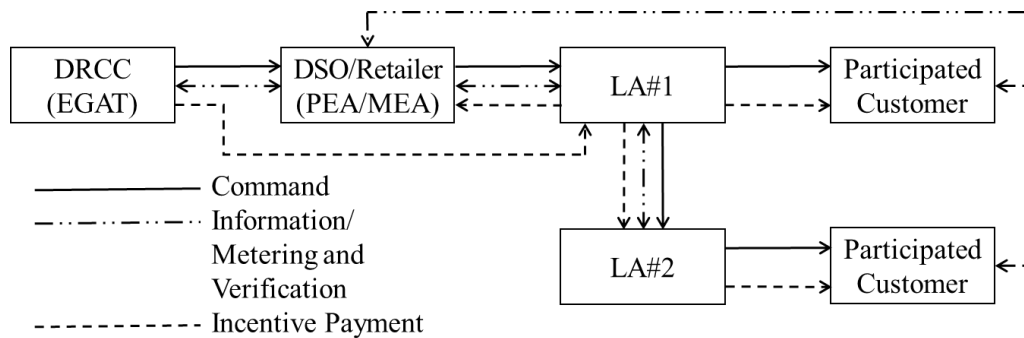 DRCC
(EGAT)
DSO/Retailer
(PEA/MEA)
LA#1
Participated
Customer
Command
Information/
Metering and
Verification
Incentive Payment
LA#2
Participated
Customer